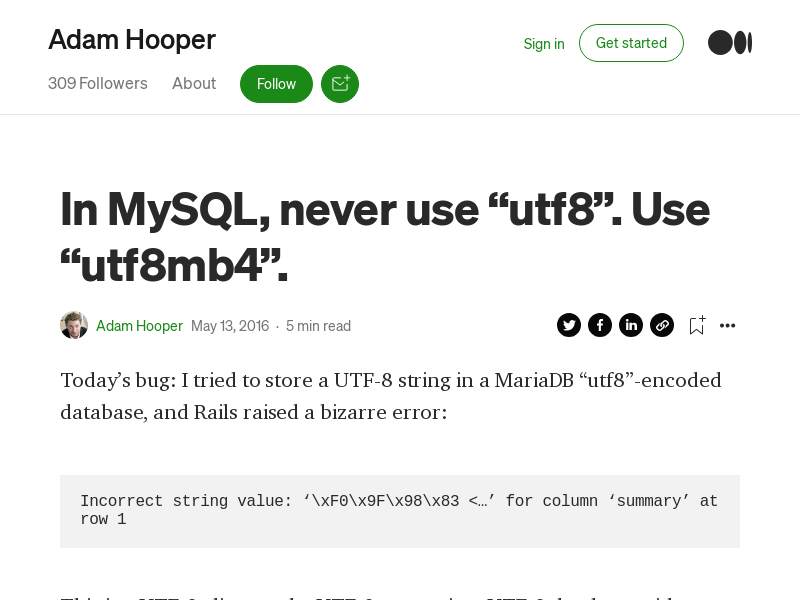 Adam Hooper
Sign in
Get started
309 Followers
About
Follow
In MySQL, never use “utf8”. Use
“utf8mb4”.
Adam Hooper May 13, 2016 · 5 min read
Today’s bug: I tried to store a UTF-8 string in a MariaDB “utf8”-encoded
database, and Rails raised a bizarre error:
Incorrect string value: ‘\xF0\x9F\x98\x83 <…’ for column ‘summary’ at
row 1